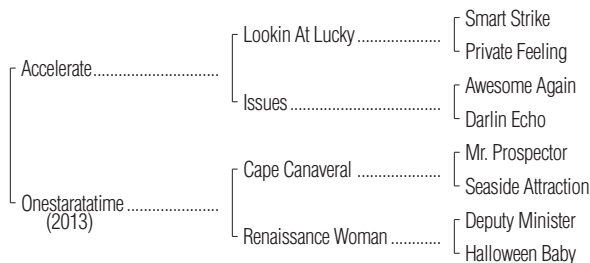 Smart Strike
Lookin At Lucky ...................
Private Feeling
Accelerate.............................
Awesome Again
Issues ..................................
Darlin Echo
Mr. Prospector
Cape Canaveral ...................
Seaside Attraction
Onestaratatime .....................
(2013)
Deputy Minister
Renaissance Woman ...........
Halloween Baby